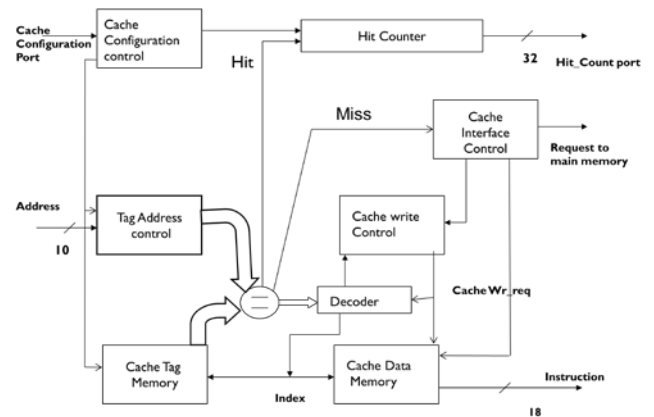 Cache
Configuration
Port
Cache
Configuration
control
Hit Counter
32
Hit_Count port
Hit
Miss
Cache
Interface
Control
Request to
main memory
Address
10
Tag Address
control
Cache write
Control
=
Decoder
Cache Wr_req
Cache Tag
Memory
Index
Cache Data
Memory
Instruction
18